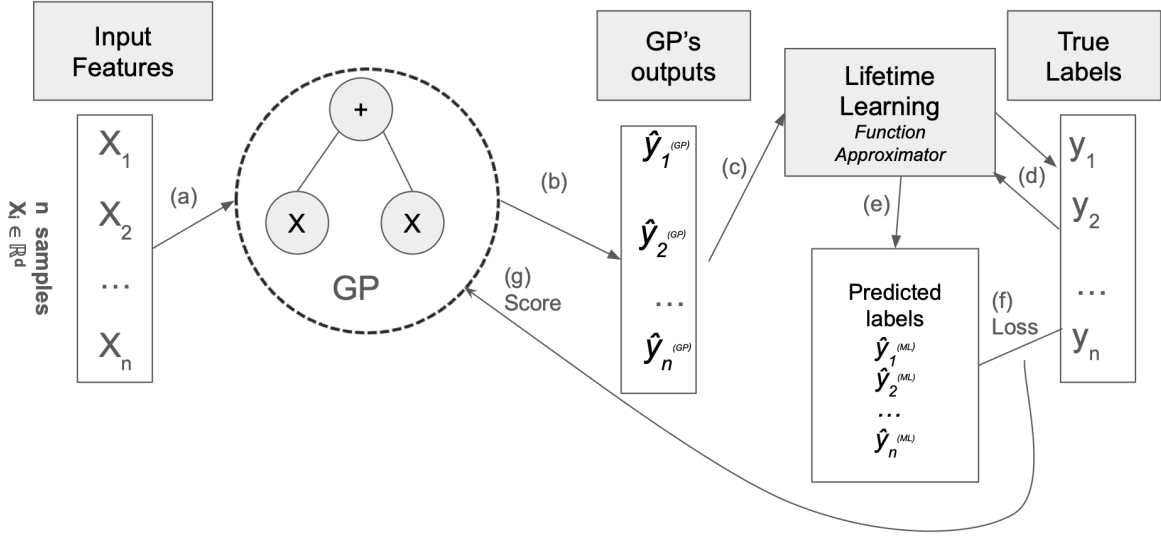 Input
Features
X₁
X₂
...
Xₙ
n samples
Xᵢ ∈ ℝᵈ
(a)
+
X
X
GP
(b)
GP's
outputs
ŷ₁⁽ᴳᴾ⁾
ŷ₂⁽ᴳᴾ⁾
...
ŷₙ⁽ᴳᴾ⁾
(c)
Lifetime
Learning
Function
Approximator
(d)
True
Labels
y₁
y₂
...
yₙ
(e)
Predicted
labels
ŷ₁⁽ᴹᴸ⁾
ŷ₂⁽ᴹᴸ⁾
...
ŷₙ⁽ᴹᴸ⁾
(f)
Loss
(g)
Score